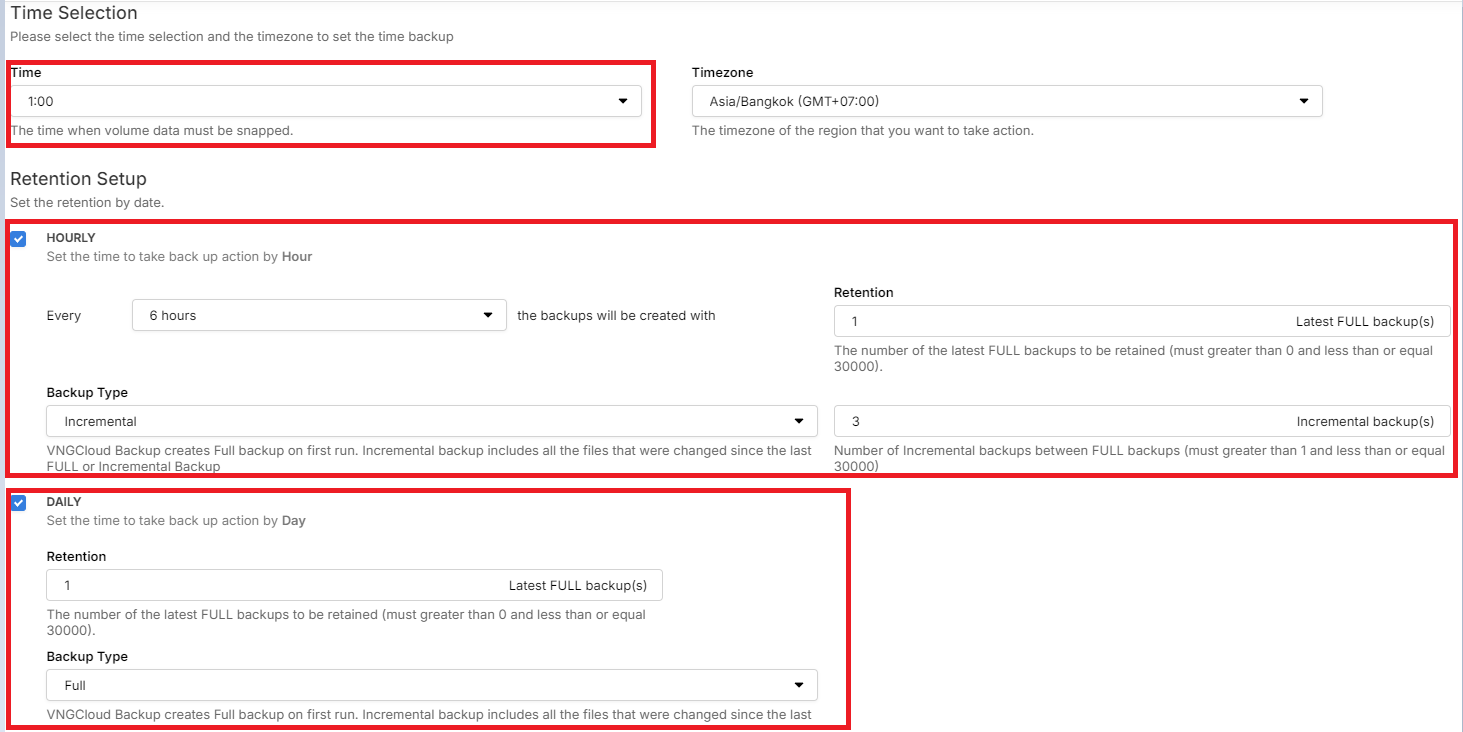 Time Selection
Please select the time selection and the timezone to set the time backup
Time
Timezone
1:00
Asia/Bangkok (GMT+07:00)
The time when volume data must be snapped.
The timezone of the region that you want to take action.
Retention Setup
Set the retention by date.
HOURLY
Set the time to take back up action by Hour
Retention
Every
6 hours
the backups will be created with
1
Latest FULL backup(s)
The number of the latest FULL backups to be retained (must greater than 0 and less than or equal
30000).
Backup Type
Incremental
3
Incremental backup(s)
VNGCloud Backup creates Full backup on first run. Incremental backup includes all the files that were changed since the last
FULL or Incremental Backup
Number of Incremental backups between FULL backups (must greater than 1 and less than or equal
30000)
DAILY
Set the time to take back up action by Day
Retention
1
Latest FULL backup(s)
The number of the latest FULL backups to be retained (must greater than 0 and less than or equal
30000).
Backup Type
Full
VNGCloud Backup creates Full backup on first run. Incremental backup includes all the files that were changed since the last